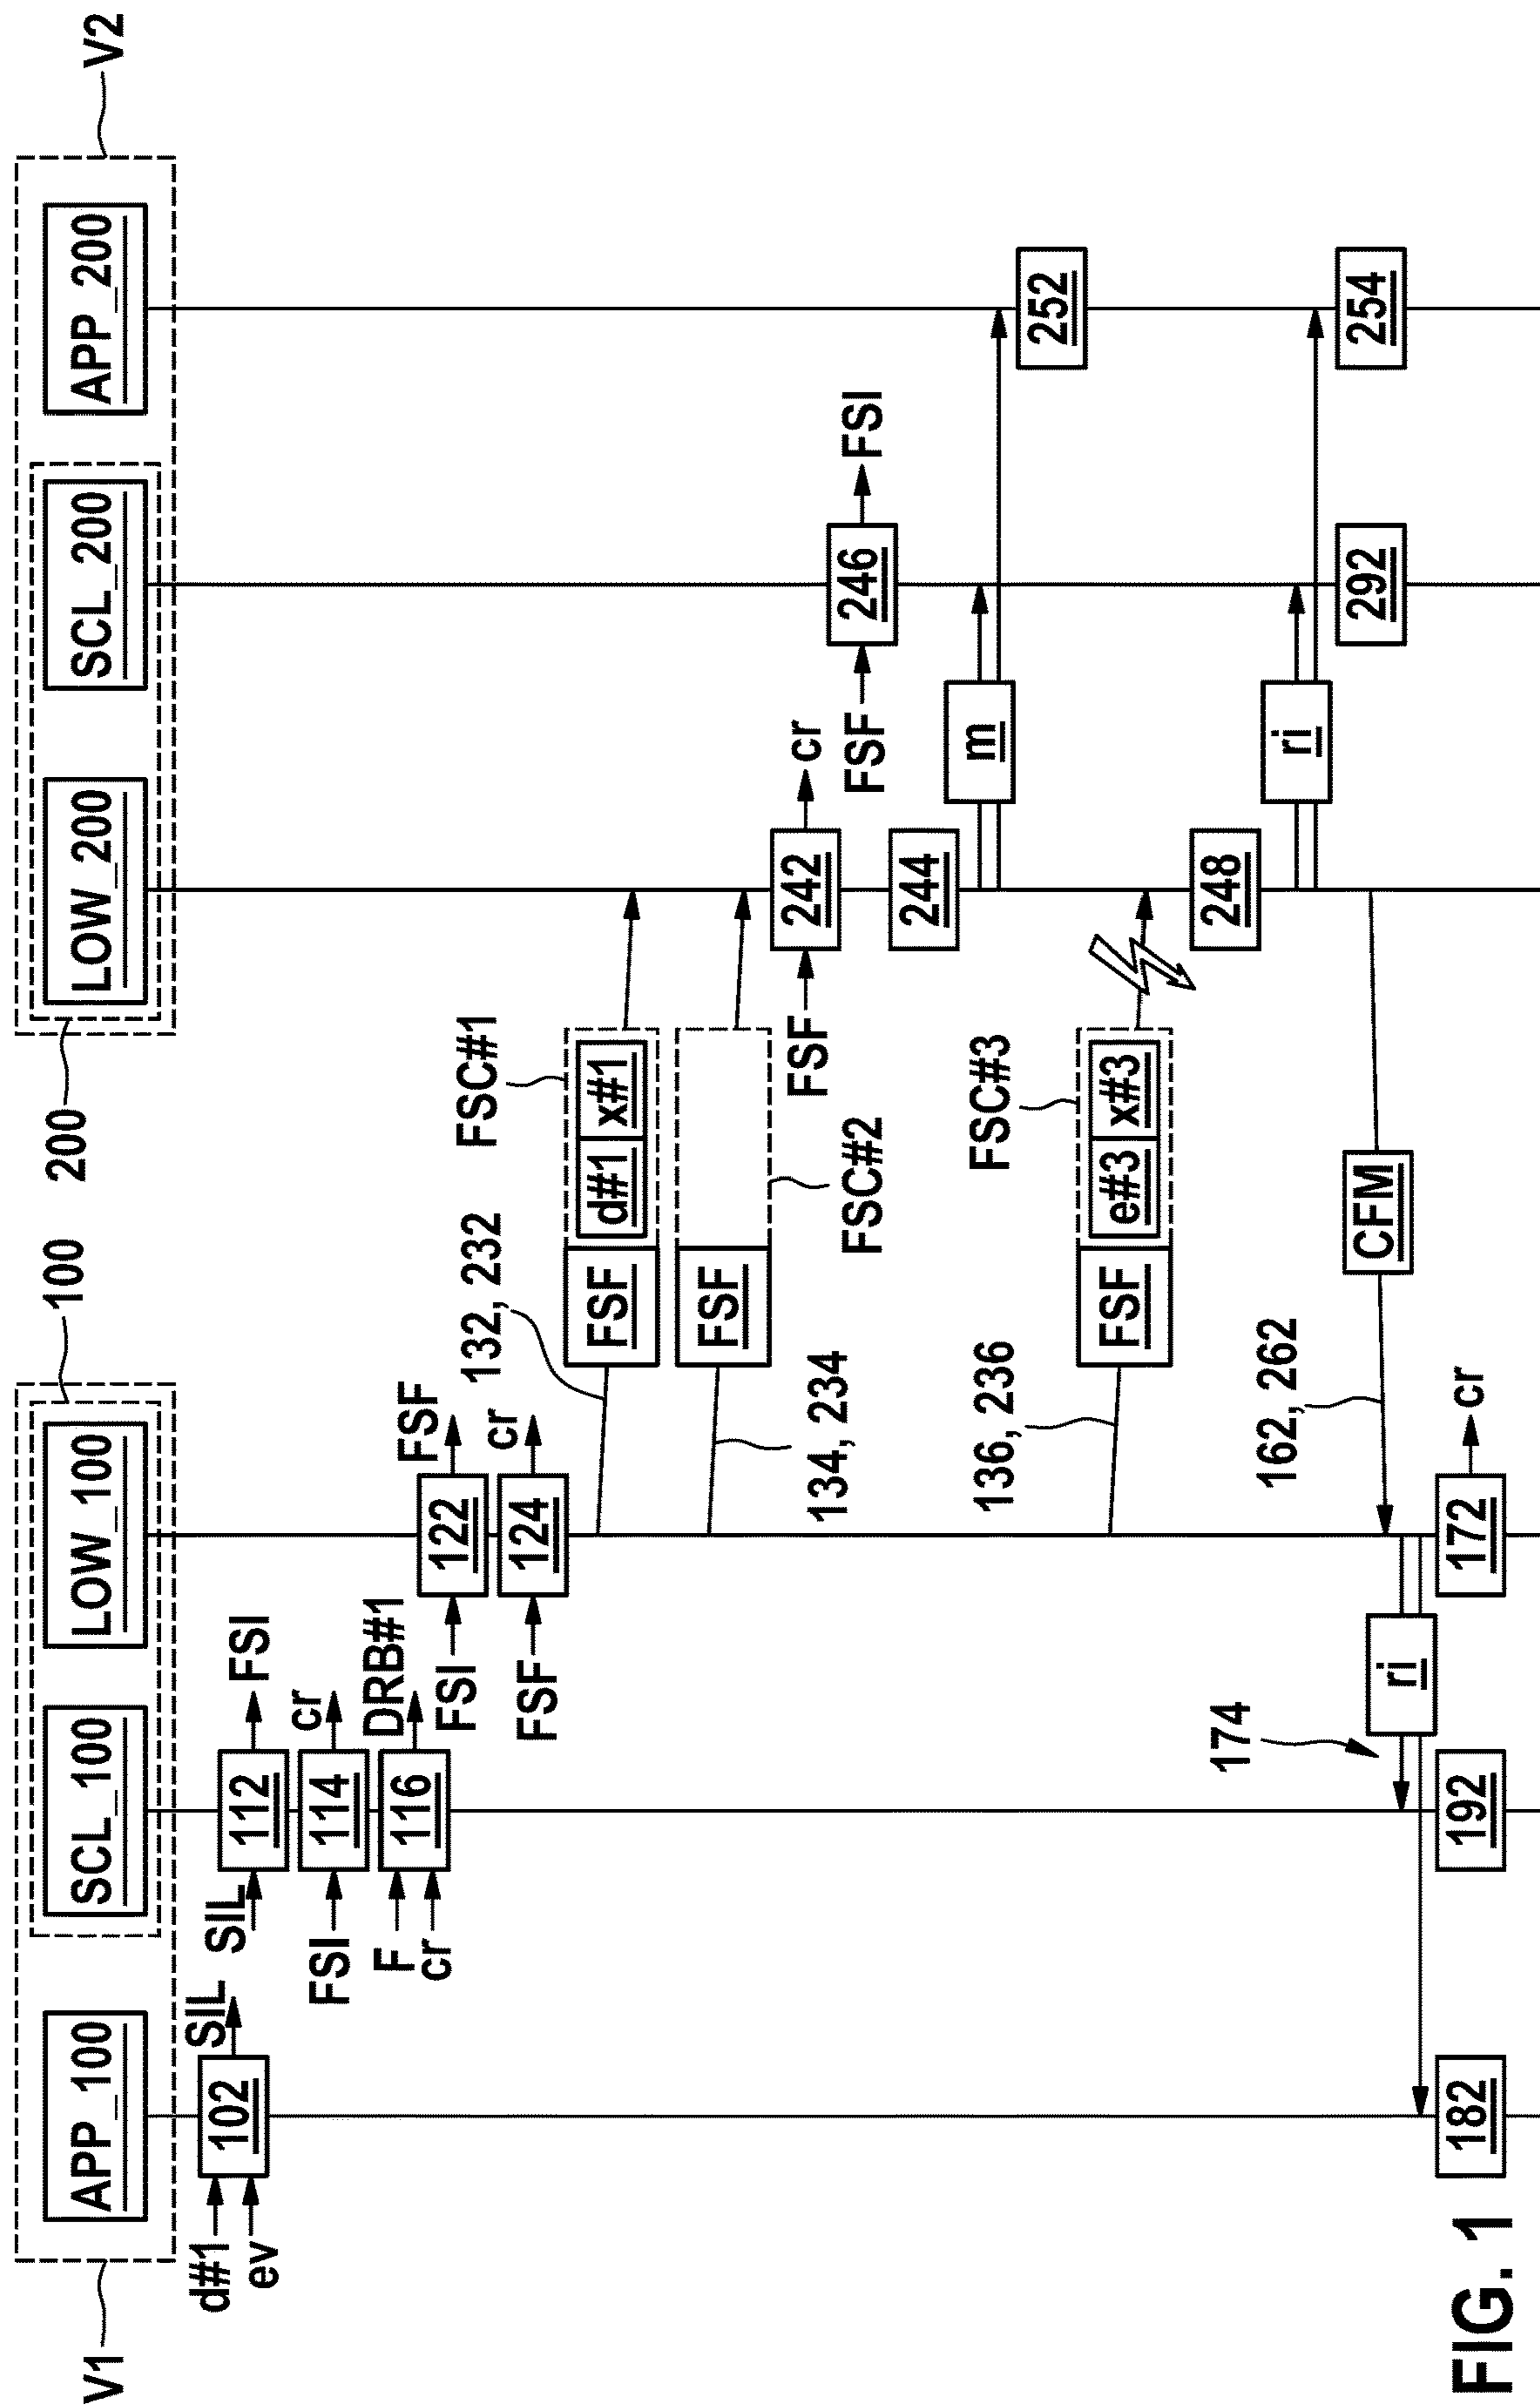 V1
V2
100
200
APP_100
SCL_100
LOW_100
LOW_200
SCL_200
APP_200
d#1
ev
102
SIL
SIL
112
FSI
FSI
114
cr
F
cr
116
DRB#1
FSI
122
FSF
FSF
124
cr
132, 232
FSF
d#1
x#1
FSC#1
134, 234
FSF
FSC#2
FSF
242
cr
FSF
246
FSI
244
m
252
136, 236
FSF
e#3
x#3
FSC#3
248
ri
254
292
162, 262
CFM
174
ri
172
cr
192
182
FIG. 1